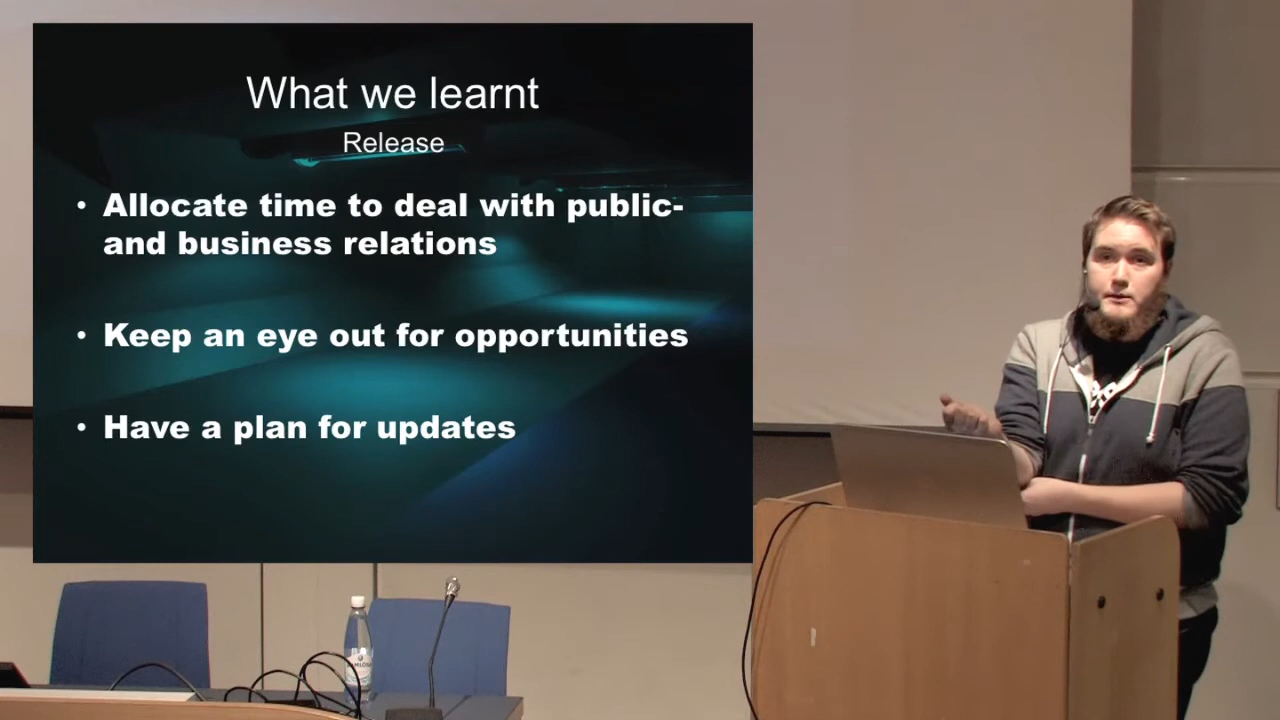 What we learnt
Release
• Allocate time to deal with public-
and business relations
• Keep an eye out for opportunities
• Have a plan for updates